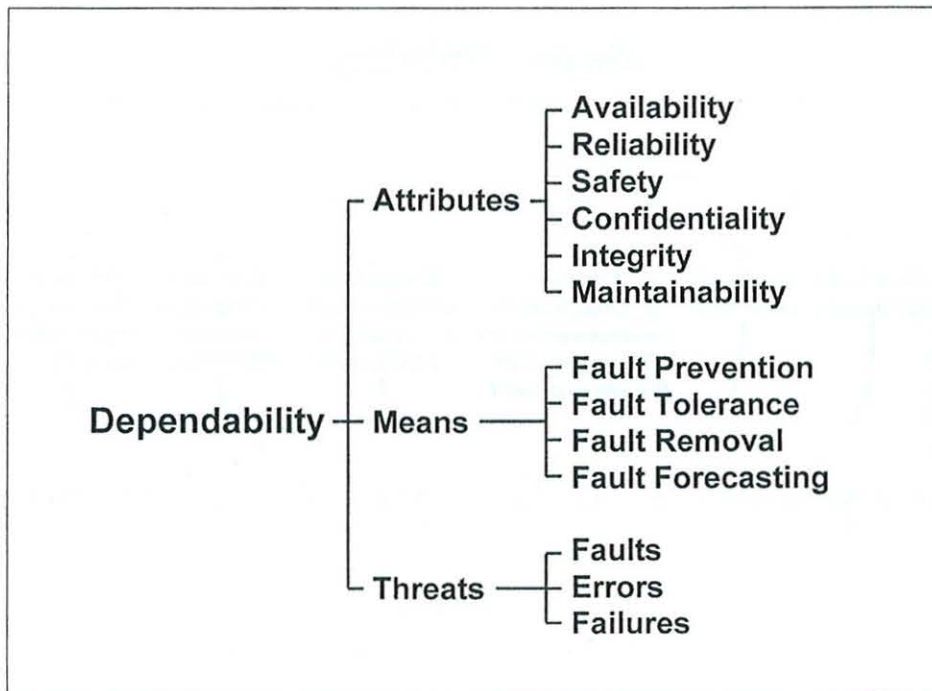 Availability
Reliability
Attributes
Safety
Confidentiality
Integrity
Maintainability
Dependability
Means
Fault Prevention
Fault Tolerance
Fault Removal
Fault Forecasting
Threats
Faults
Errors
Failures